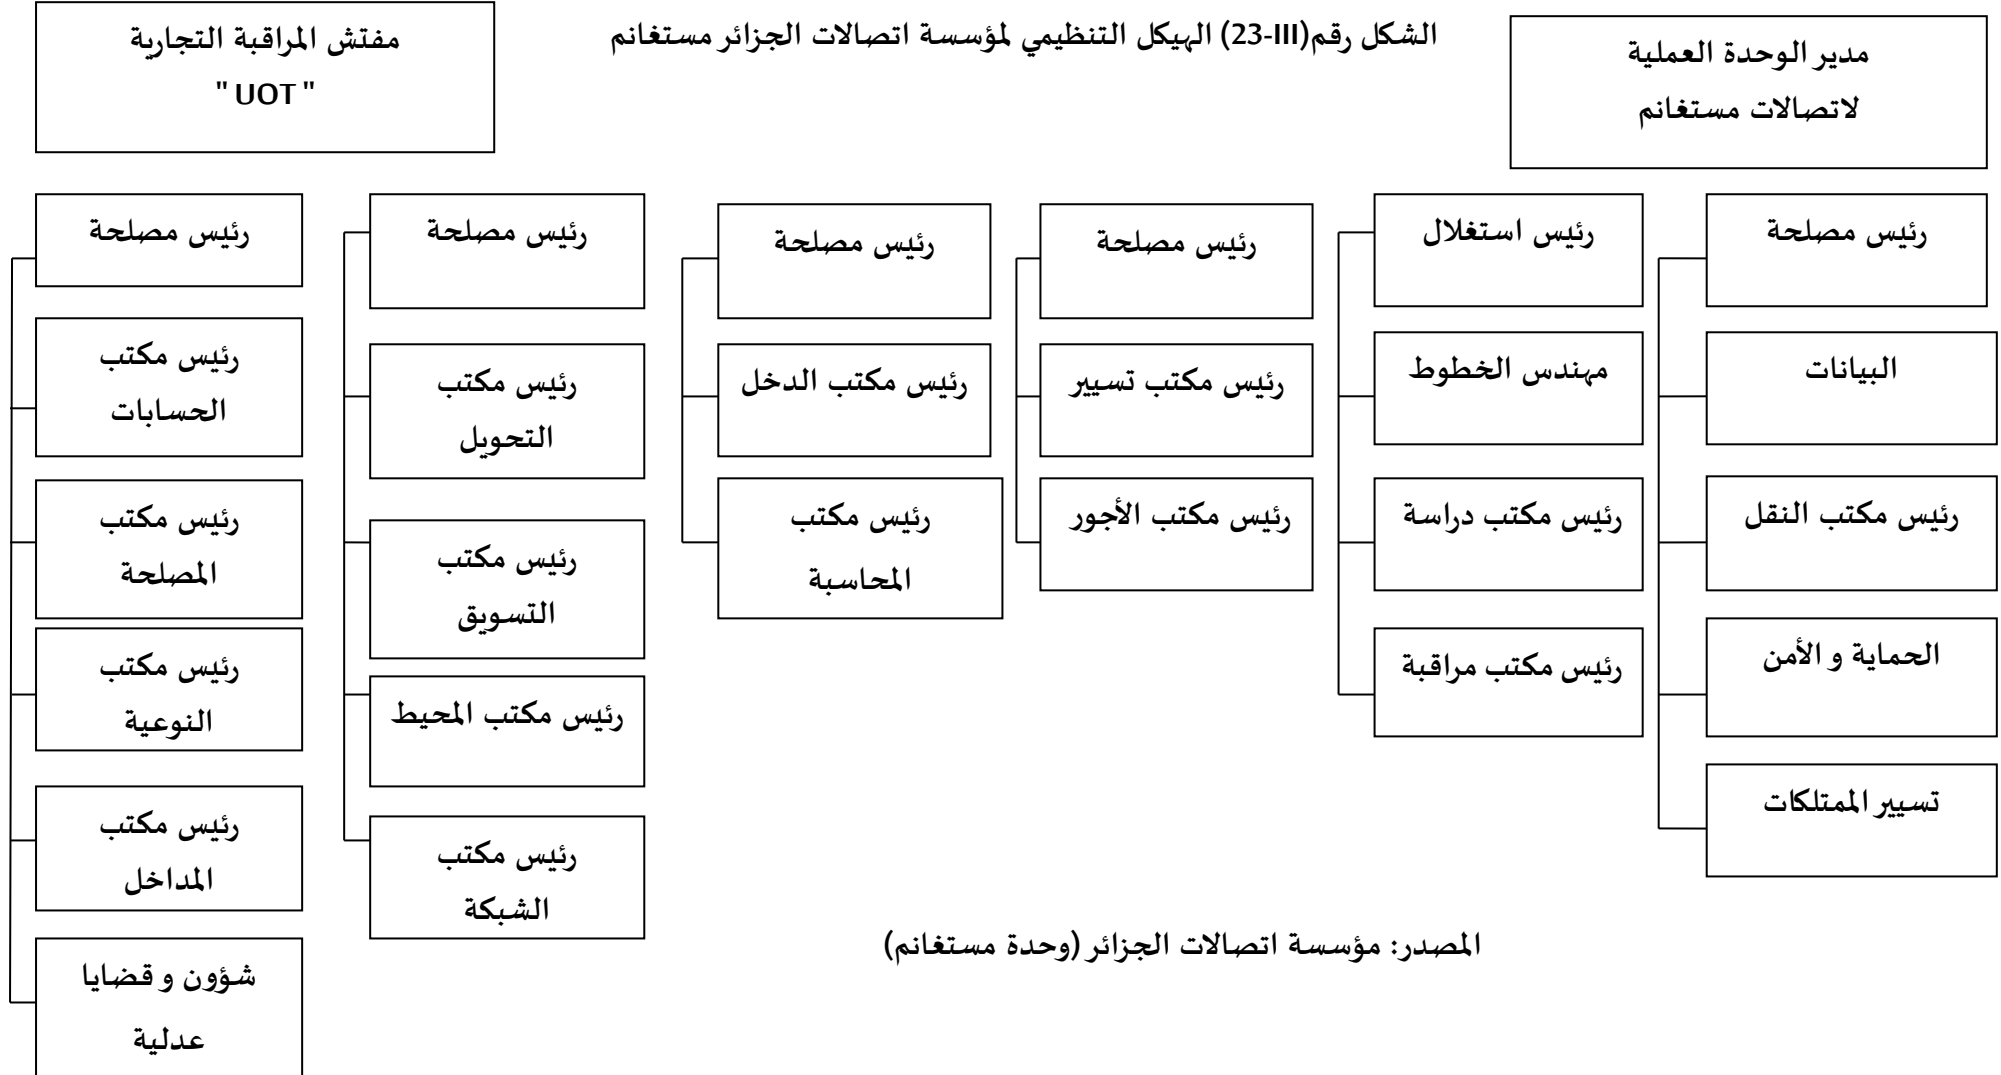 الشكل رقم(III-23) الهيكل التنظيمي لمؤسسة اتصالات الجزائر مستغانم
مدير الوحدة العملية
لاتصالات مستغانم
مفتش المراقبة التجارية
" UOT "
رئيس مصلحة
البيانات
رئيس مكتب النقل
الحماية و الأمن
تسيير الممتلكات
رئيس استغلال
مهندس الخطوط
رئيس مكتب دراسة
رئيس مكتب مراقبة
رئيس مصلحة
رئيس مكتب تسيير
رئيس مكتب الأجور
رئيس مصلحة
رئيس مكتب الدخل
رئيس مكتب
المحاسبة
رئيس مصلحة
رئيس مكتب
التحويل
رئيس مكتب
التسويق
رئيس مكتب المحيط
رئيس مكتب
الشبكة
رئيس مصلحة
رئيس مكتب
الحسابات
رئيس مكتب
المصلحة
رئيس مكتب
النوعية
رئيس مكتب
المداخل
شؤون و قضايا
عدلية
المصدر: مؤسسة اتصالات الجزائر (وحدة مستغانم)